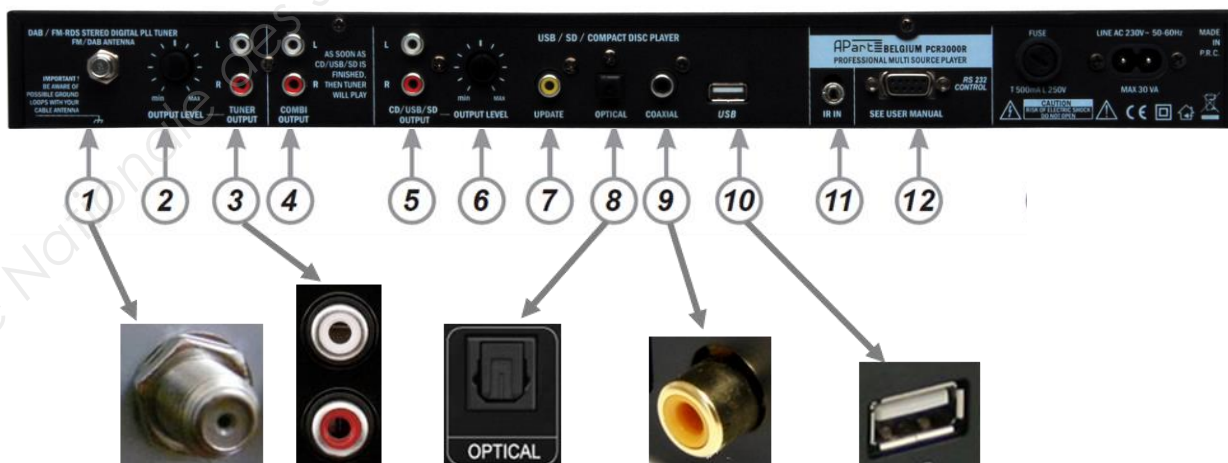 DAB / FM-RDS STEREO DIGITAL PLL TUNER
FM/DAB ANTENNA
IMPORTANT !
BE AWARE OF
POSSIBLE GROUND
LOOPS WITH YOUR
CABLE ANTENNA
min
MAX
OUTPUT LEVEL
L
R
TUNER
OUTPUT
L
R
COMBI
OUTPUT
AS SOON AS
CD/USB/SD IS
FINISHED,
THEN TUNER
WILL PLAY
USB / SD / COMPACT DISC PLAYER
L
R
CD/USB/SD
OUTPUT
min
MAX
OUTPUT LEVEL
UPDATE
OPTICAL
COAXIAL
USB
APart BELGIUM PCR3000R
PROFESSIONAL MULTI SOURCE PLAYER
IR IN
RS 232
CONTROL
SEE USER MANUAL
FUSE
T 500mA L 250V
LINE AC 230V~ 50-60Hz
MAX 30 VA
MADE
IN
P.R.C.
CAUTION
RISK OF ELECTRIC SHOCK
DO NOT OPEN
CE
1
2
3
4
5
6
7
8
9
10
11
12
OPTICAL
Nationale des